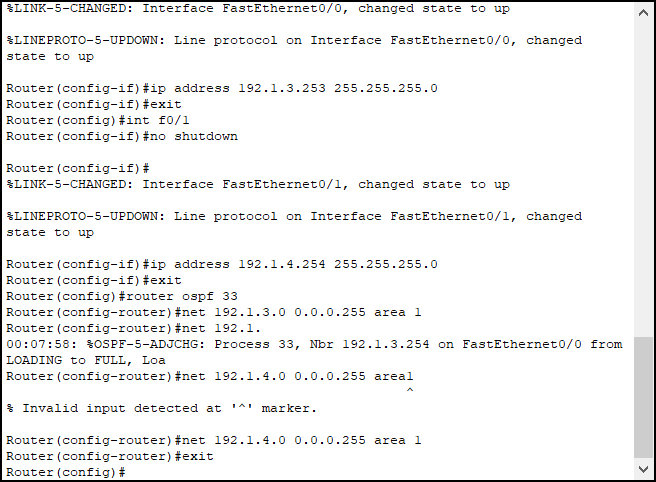 %LINK-5-CHANGED: Interface FastEthernet0/0, changed state to up
%LINEPROTO-5-UPDOWN: Line protocol on Interface FastEthernet0/0, changed
state to up
Router(config-if)#ip address 192.1.3.253 255.255.255.0
Router(config-if)#exit
Router(config)#int f0/1
Router(config-if)#no shutdown
Router(config-if)#
%LINK-5-CHANGED: Interface FastEthernet0/1, changed state to up
%LINEPROTO-5-UPDOWN: Line protocol on Interface FastEthernet0/1, changed
state to up
Router(config-if)#ip address 192.1.4.254 255.255.255.0
Router(config-if)#exit
Router(config)#router ospf 33
Router(config-router)#net 192.1.3.0 0.0.0.255 area 1
Router(config-router)#net 192.1.
00:07:58: %OSPF-5-ADJCHG: Process 33, Nbr 192.1.3.254 on FastEthernet0/0 from
LOADING to FULL, Loa
Router(config-router)#net 192.1.4.0 0.0.0.255 area1
^
% Invalid input detected at '^' marker.
Router(config-router)#net 192.1.4.0 0.0.0.255 area 1
Router(config-router)#exit
Router(config)#